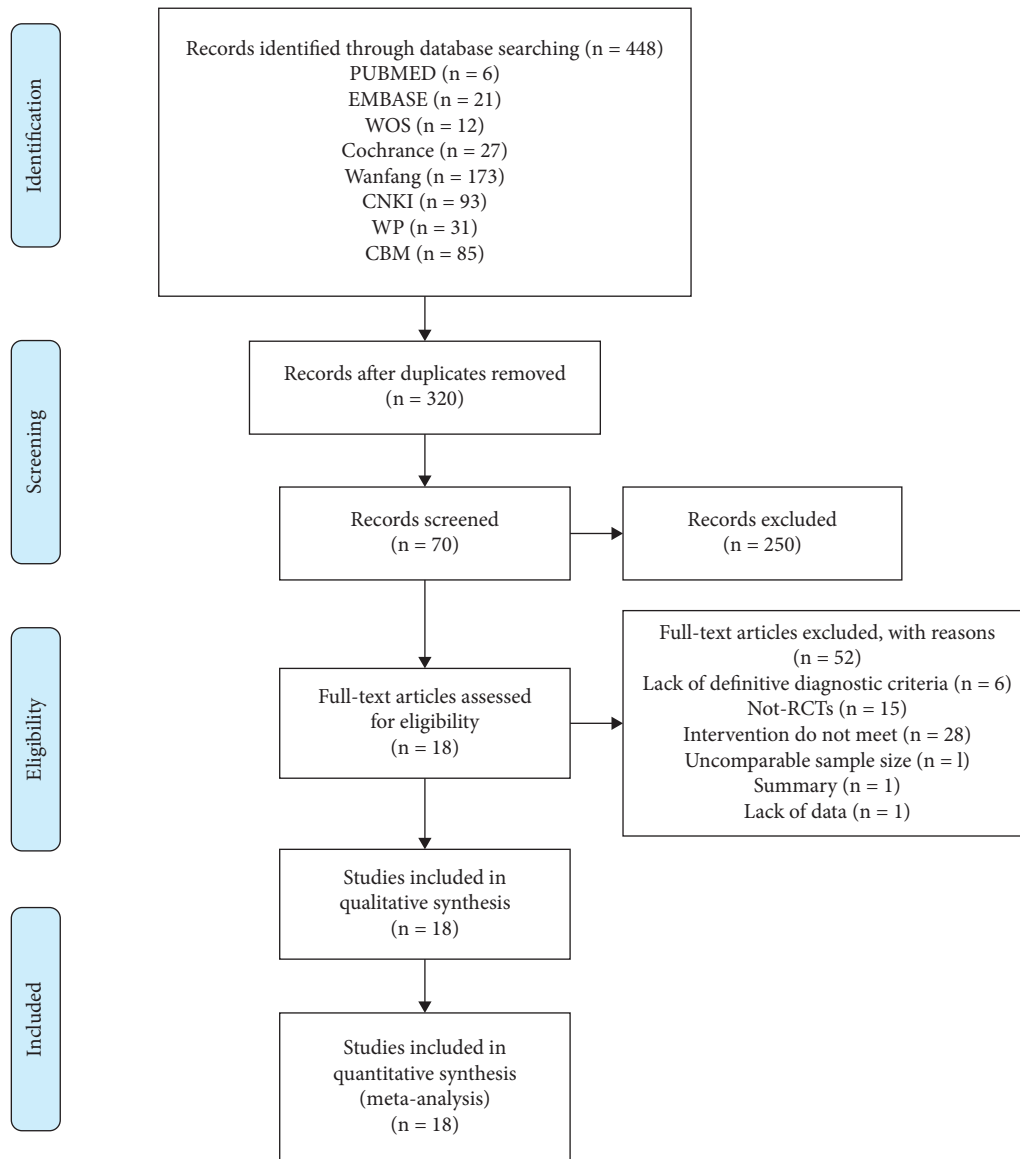 Identification
Records identified through database searching (n = 448)
PUBMED (n = 6)
EMBASE (n = 21)
WOS (n = 12)
Cochrance (n = 27)
Wanfang (n = 173)
CNKI (n = 93)
WP (n = 31)
CBM (n = 85)
Screening
Records after duplicates removed
(n = 320)
Records screened
(n = 70)
Records excluded
(n = 250)
Eligibility
Full-text articles assessed
for eligibility
(n = 18)
Full-text articles excluded, with reasons
(n = 52)
Lack of definitive diagnostic criteria (n = 6)
Not-RCTs (n = 15)
Intervention do not meet (n = 28)
Uncomparable sample size (n = l)
Summary (n = 1)
Lack of data (n = 1)
Included
Studies included in
qualitative synthesis
(n = 18)
Studies included in
quantitative synthesis
(meta-analysis)
(n = 18)